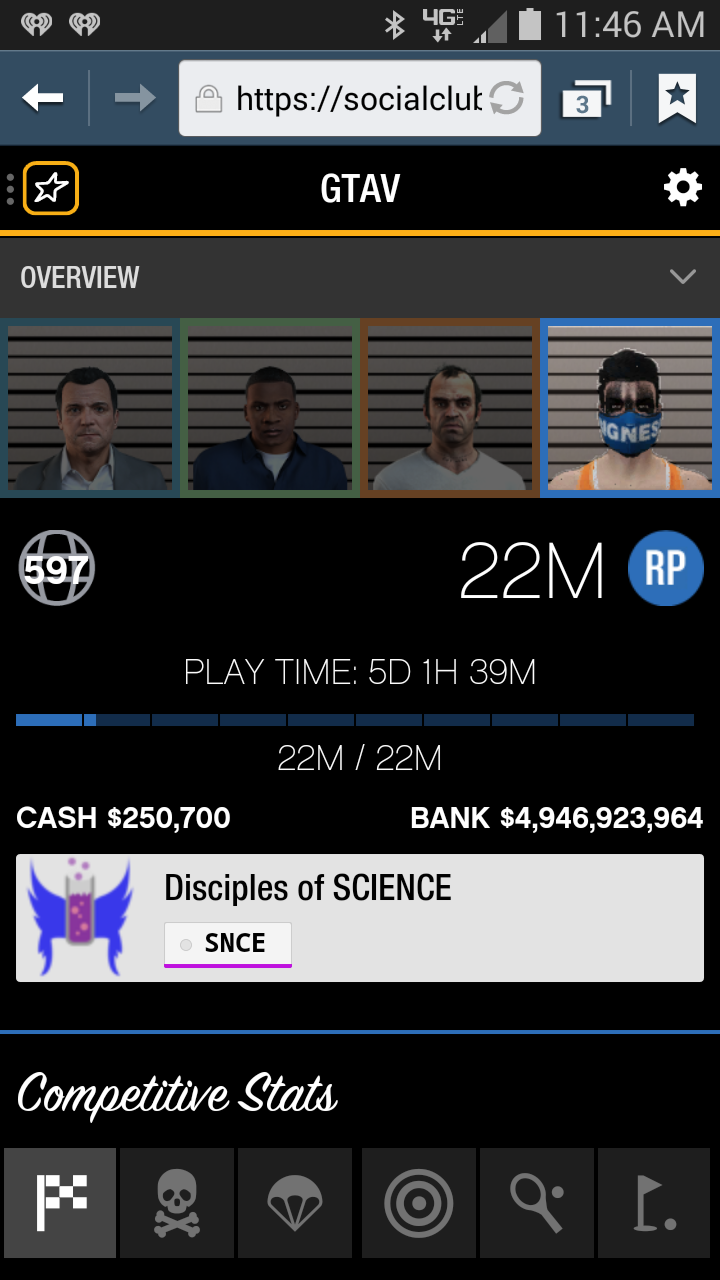 4G LTE 11:46 AM
https://socialclub 3
GTAV
OVERVIEW
IGNES
597 22M RP
PLAY TIME: 5D 1H 39M
22M / 22M
CASH $250,700 BANK $4,946,923,964
Disciples of SCIENCE
SNCE
Competitive Stats